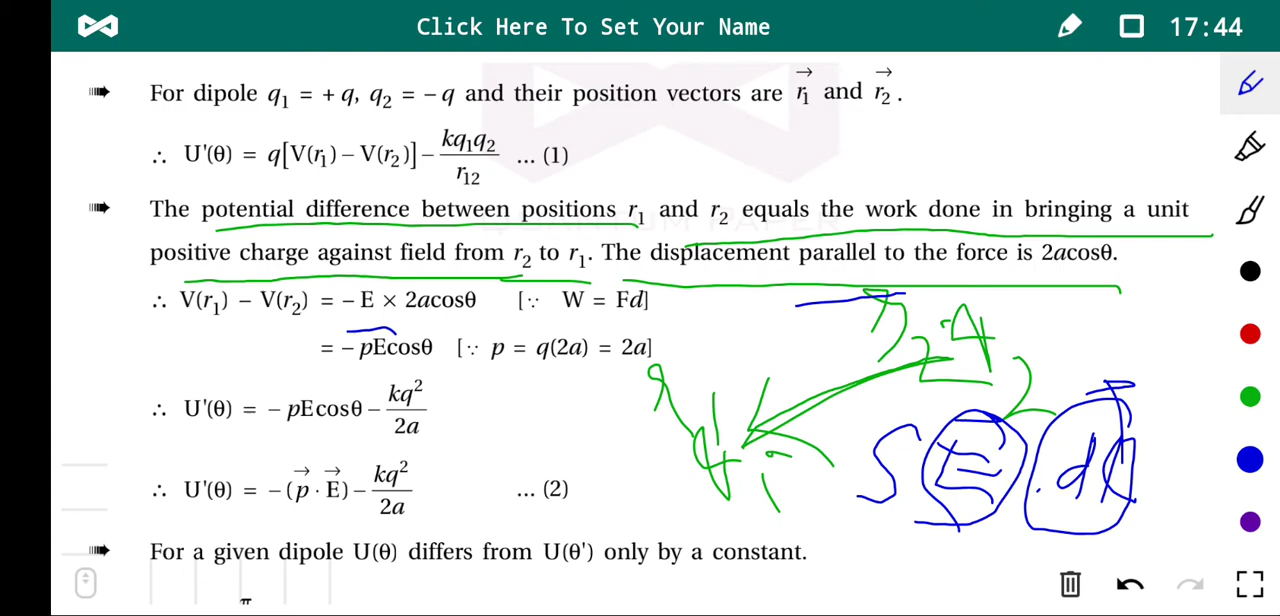 Click Here To Set Your Name 17:44
➠ For dipole q₁ = + q, q₂ = – q and their position vectors are r₁⃗ and r₂⃗.
∴ U'(θ) = q[V(r₁) – V(r₂)] – kq₁q₂/r₁₂ ... (1)
➠ The potential difference between positions r₁ and r₂ equals the work done in bringing a unit
positive charge against field from r₂ to r₁. The displacement parallel to the force is 2acosθ.
∴ V(r₁) – V(r₂) = – E × 2acosθ [∵ W = Fd]
= – pEcosθ [∵ p = q(2a) = 2a]
∴ U'(θ) = – pEcosθ – kq²/2a
∴ U'(θ) = –(p⃗ · E⃗) – kq²/2a ... (2)
➠ For a given dipole U(θ) differs from U(θ') only by a constant.